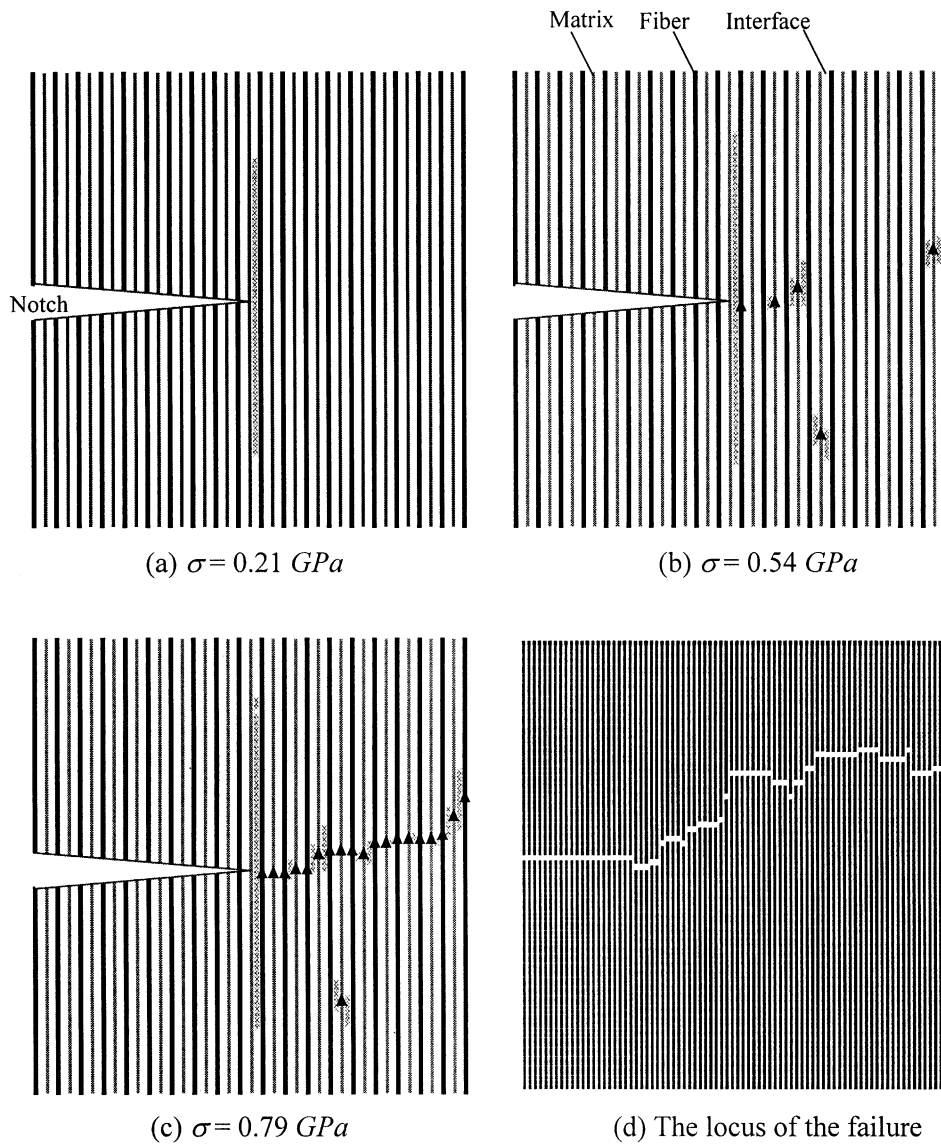 Matrix Fiber Interface
Notch
(a) σ = 0.21 GPa
(b) σ = 0.54 GPa
(c) σ = 0.79 GPa
(d) The locus of the failure